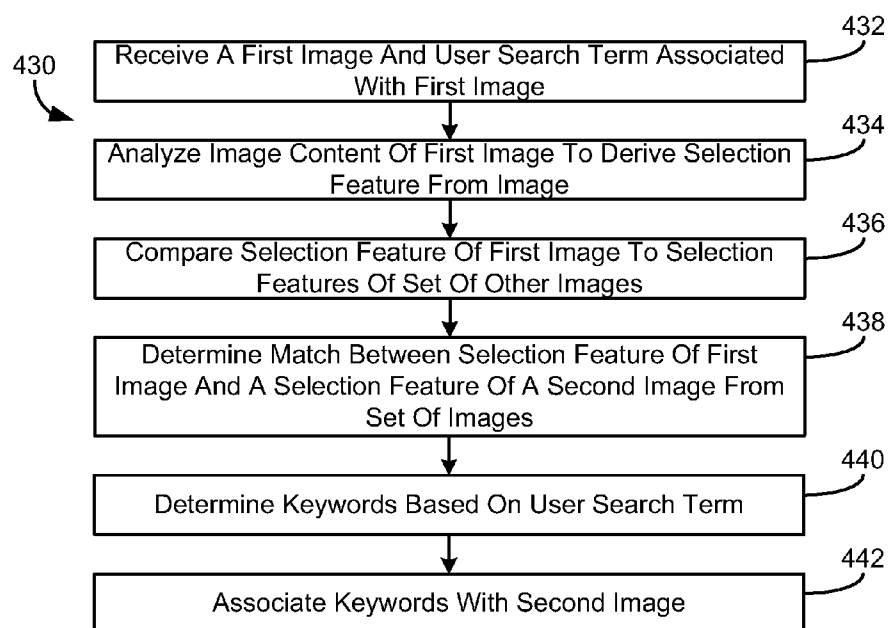 430
432
Receive A First Image And User Search Term Associated
With First Image
434
Analyze Image Content Of First Image To Derive Selection
Feature From Image
436
Compare Selection Feature Of First Image To Selection
Features Of Set Of Other Images
438
Determine Match Between Selection Feature Of First
Image And A Selection Feature Of A Second Image From
Set Of Images
440
Determine Keywords Based On User Search Term
442
Associate Keywords With Second Image